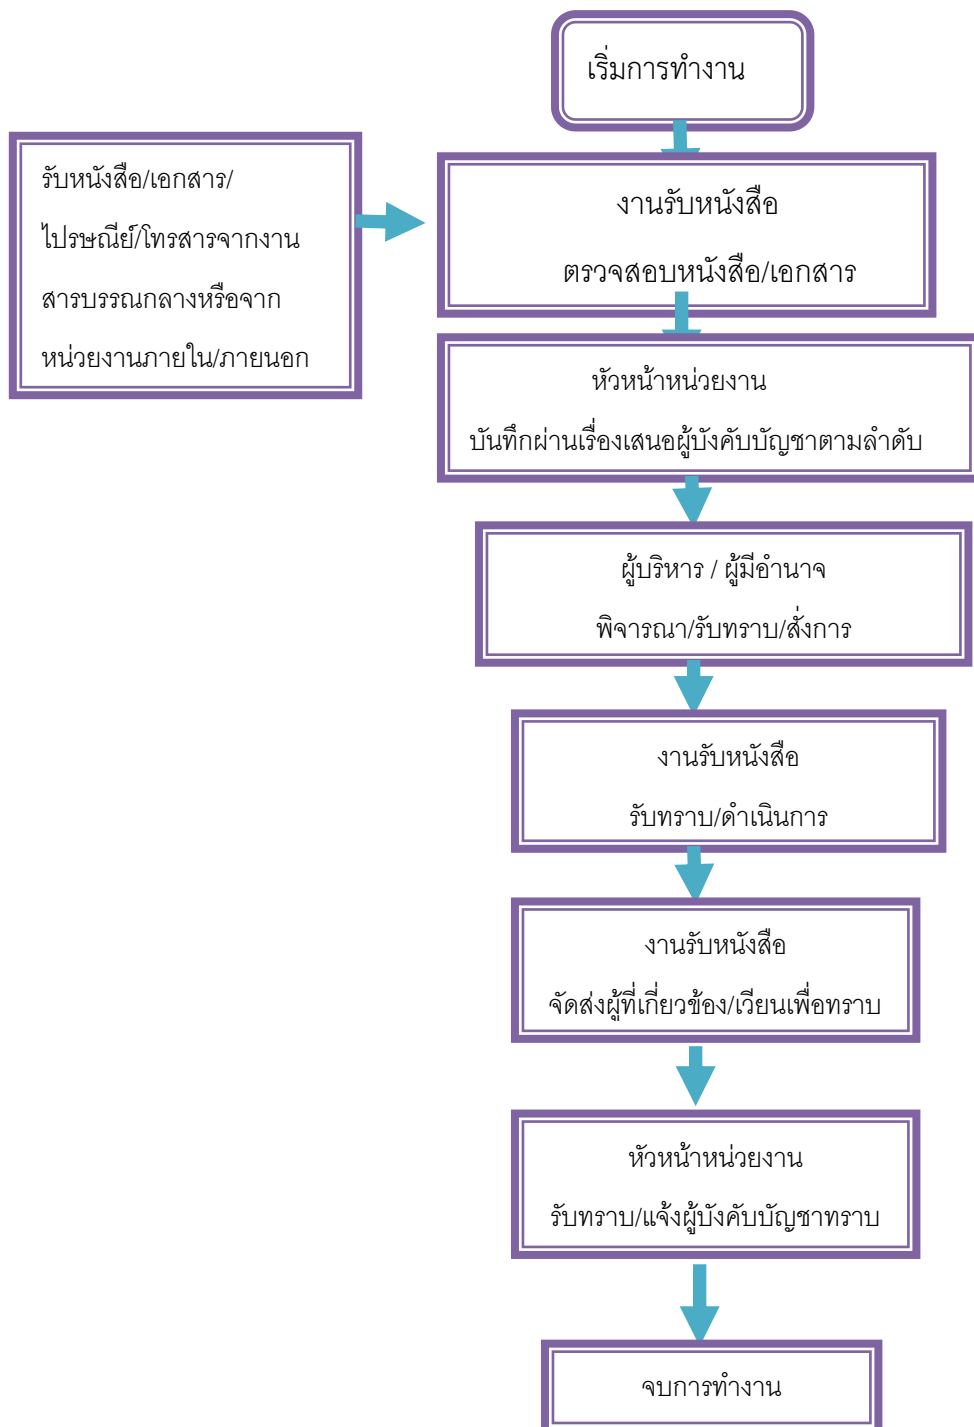 เริ่มการทำงาน
รับหนังสือ/เอกสาร/
ไปรษณีย์/โทรสารจากงาน
สารบรรณกลางหรือจาก
หน่วยงานภายใน/ภายนอก
งานรับหนังสือ
ตรวจสอบหนังสือ/เอกสาร
หัวหน้าหน่วยงาน
บันทึกผ่านเรื่องเสนอผู้บังคับบัญชาตามลำดับ
ผู้บริหาร / ผู้มีอำนาจ
พิจารณา/รับทราบ/สั่งการ
งานรับหนังสือ
รับทราบ/ดำเนินการ
งานรับหนังสือ
จัดส่งผู้ที่เกี่ยวข้อง/เวียนเพื่อทราบ
หัวหน้าหน่วยงาน
รับทราบ/แจ้งผู้บังคับบัญชาทราบ
จบการทำงาน